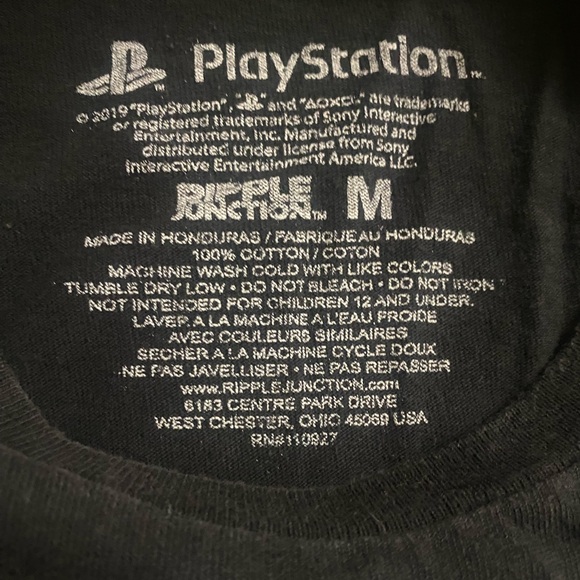 PlayStation™
© 2019 "PlayStation", " " and "△O×□" are trademarks
or registered trademarks of Sony Interactive
Entertainment, Inc. Manufactured and
distributed under license from Sony
Interactive Entertainment America LLC.
RIPPLE
JUNCTION™ M
MADE IN HONDURAS / FABRIQUE AU HONDURAS
100% COTTON / COTON
MACHINE WASH COLD WITH LIKE COLORS
TUMBLE DRY LOW • DO NOT BLEACH • DO NOT IRON
NOT INTENDED FOR CHILDREN 12 AND UNDER.
LAVER A LA MACHINE A L'EAU FROIDE
AVEC COULEURS SIMILAIRES
SECHER A LA MACHINE CYCLE DOUX
NE PAS JAVELLISER • NE PAS REPASSER
www.RIPPLEJUNCTION.com
6183 CENTRE PARK DRIVE
WEST CHESTER, OHIO 45069 USA
RN#110927